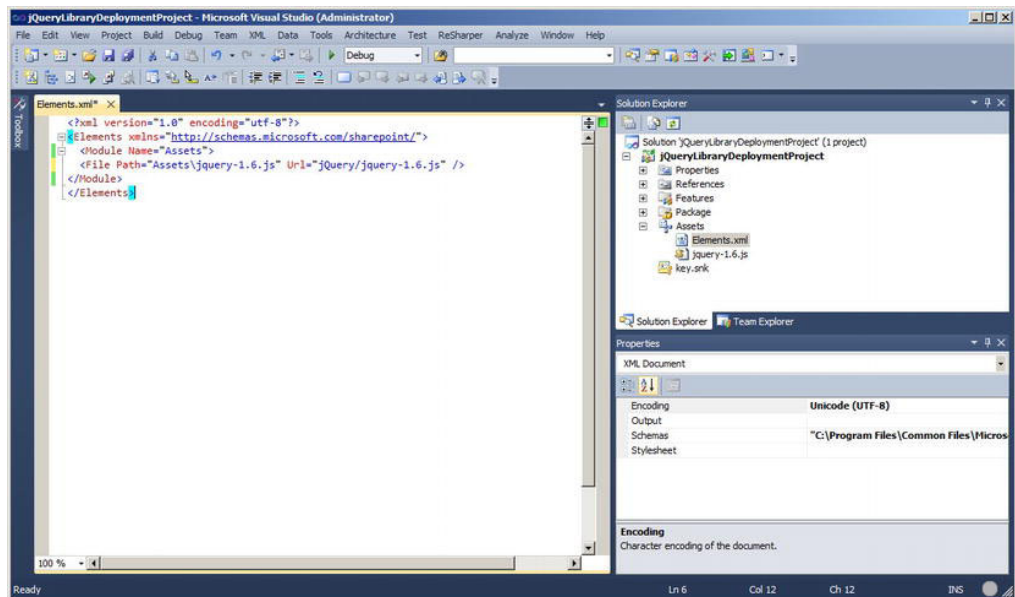 jQueryLibraryDeploymentProject - Microsoft Visual Studio (Administrator)
File Edit View Project Build Debug Team XML Data Tools Architecture Test ReSharper Analyze Window Help
Debug
Toolbox
Elements.xml* X
<?xml version="1.0" encoding="utf-8"?>
<Elements xmlns="http://schemas.microsoft.com/sharepoint/">
<Module Name="Assets">
<File Path="Assets\jquery-1.6.js" Url="jQuery/jquery-1.6.js" />
</Module>
</Elements>
100 %
Solution Explorer
Solution 'jQueryLibraryDeploymentProject' (1 project)
jQueryLibraryDeploymentProject
Properties
References
Features
Package
Assets
Elements.xml
jquery-1.6.js
key.snk
Solution Explorer Team Explorer
Properties
XML Document
Encoding Unicode (UTF-8)
Output
Schemas "C:\Program Files\Common Files\Micros
Stylesheet
Encoding
Character encoding of the document.
Ready Ln 6 Col 12 Ch 12 INS